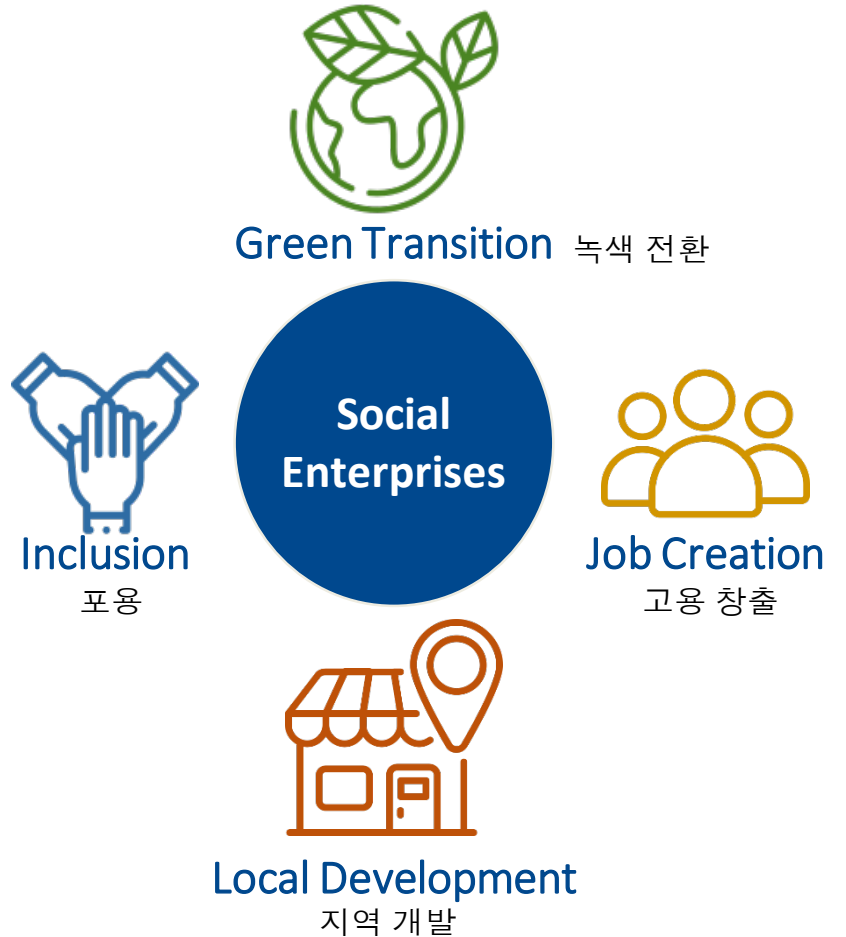 Green Transition 녹색 전환
Social
Enterprises
Inclusion
포용
Job Creation
고용 창출
Local Development
지역 개발